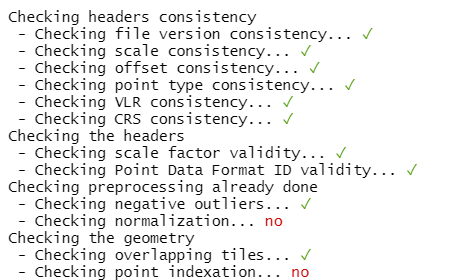 Checking headers consistency
 - Checking file version consistency... ✓
 - Checking scale consistency... ✓
 - Checking offset consistency... ✓
 - Checking point type consistency... ✓
 - Checking VLR consistency... ✓
 - Checking CRS consistency... ✓
Checking the headers
 - Checking scale factor validity... ✓
 - Checking Point Data Format ID validity... ✓
Checking preprocessing already done
 - Checking negative outliers... ✓
 - Checking normalization... no
Checking the geometry
 - Checking overlapping tiles... ✓
 - Checking point indexation... no